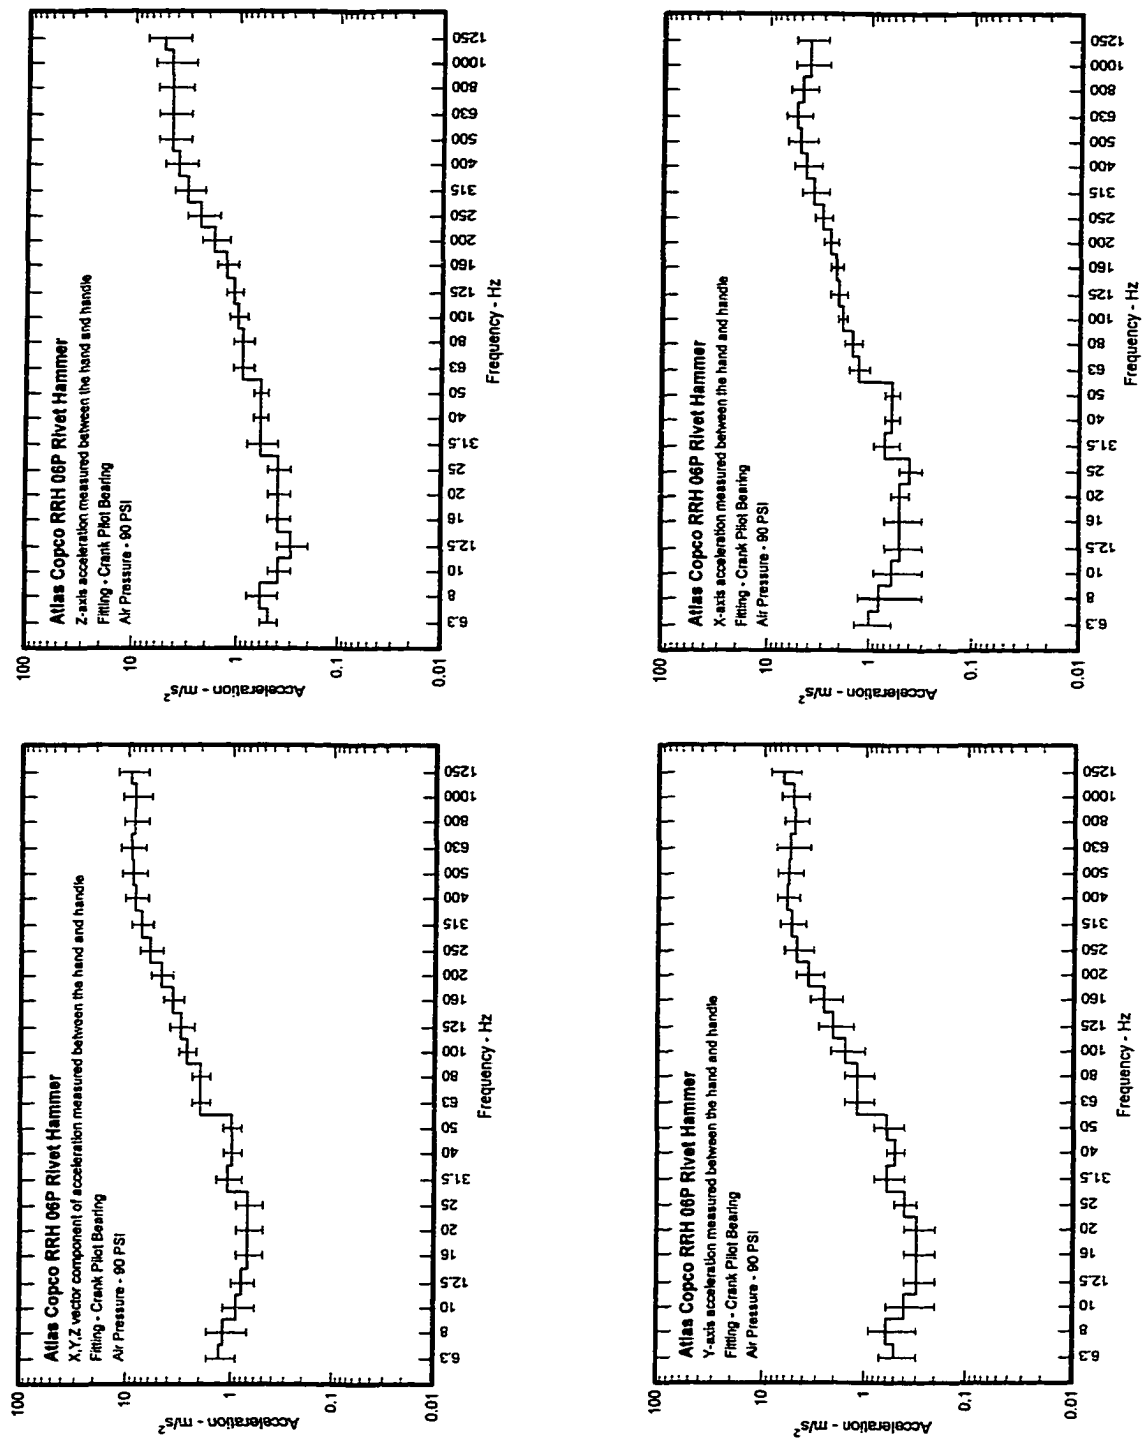 Atlas Copco RRH 06P Rivet Hammer
X,Y,Z vector component of acceleration measured between the hand and handle
Fitting - Crank Pilot Bearing
Air Pressure - 90 PSI
100
10
1
0.1
0.01
Acceleration - m/s²
6.3 8 10 12.5 16 20 25 31.5 40 50 63 80 100 125 160 200 250 315 400 500 630 800 1000 1250
Frequency - Hz
Atlas Copco RRH 06P Rivet Hammer
Z-axis acceleration measured between the hand and handle
Fitting - Crank Pilot Bearing
Air Pressure - 90 PSI
100
10
1
0.1
0.01
Acceleration - m/s²
6.3 8 10 12.5 16 20 25 31.5 40 50 63 80 100 125 160 200 250 315 400 500 630 800 1000 1250
Frequency - Hz
Atlas Copco RRH 06P Rivet Hammer
Y-axis acceleration measured between the hand and handle
Fitting - Crank Pilot Bearing
Air Pressure - 90 PSI
100
10
1
0.1
0.01
Acceleration - m/s²
6.3 8 10 12.5 16 20 25 31.5 40 50 63 80 100 125 160 200 250 315 400 500 630 800 1000 1250
Frequency - Hz
Atlas Copco RRH 06P Rivet Hammer
X-axis acceleration measured between the hand and handle
Fitting - Crank Pilot Bearing
Air Pressure - 90 PSI
100
10
1
0.1
0.01
Acceleration - m/s²
6.3 8 10 12.5 16 20 25 31.5 40 50 63 80 100 125 160 200 250 315 400 500 630 800 1000 1250
Frequency - Hz